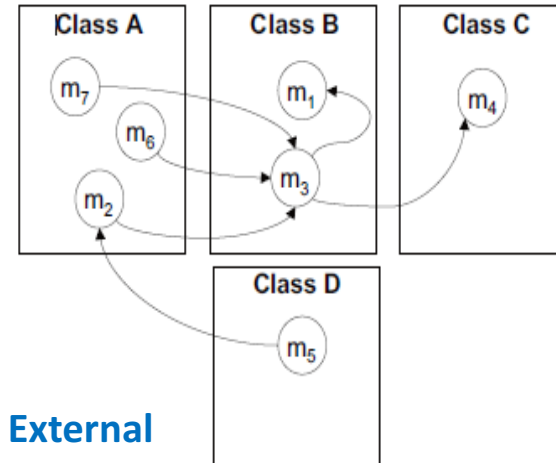 Class A
Class B
Class C
m₇
m₁
m₄
m₆
m₃
m₂
Class D
m₅
External